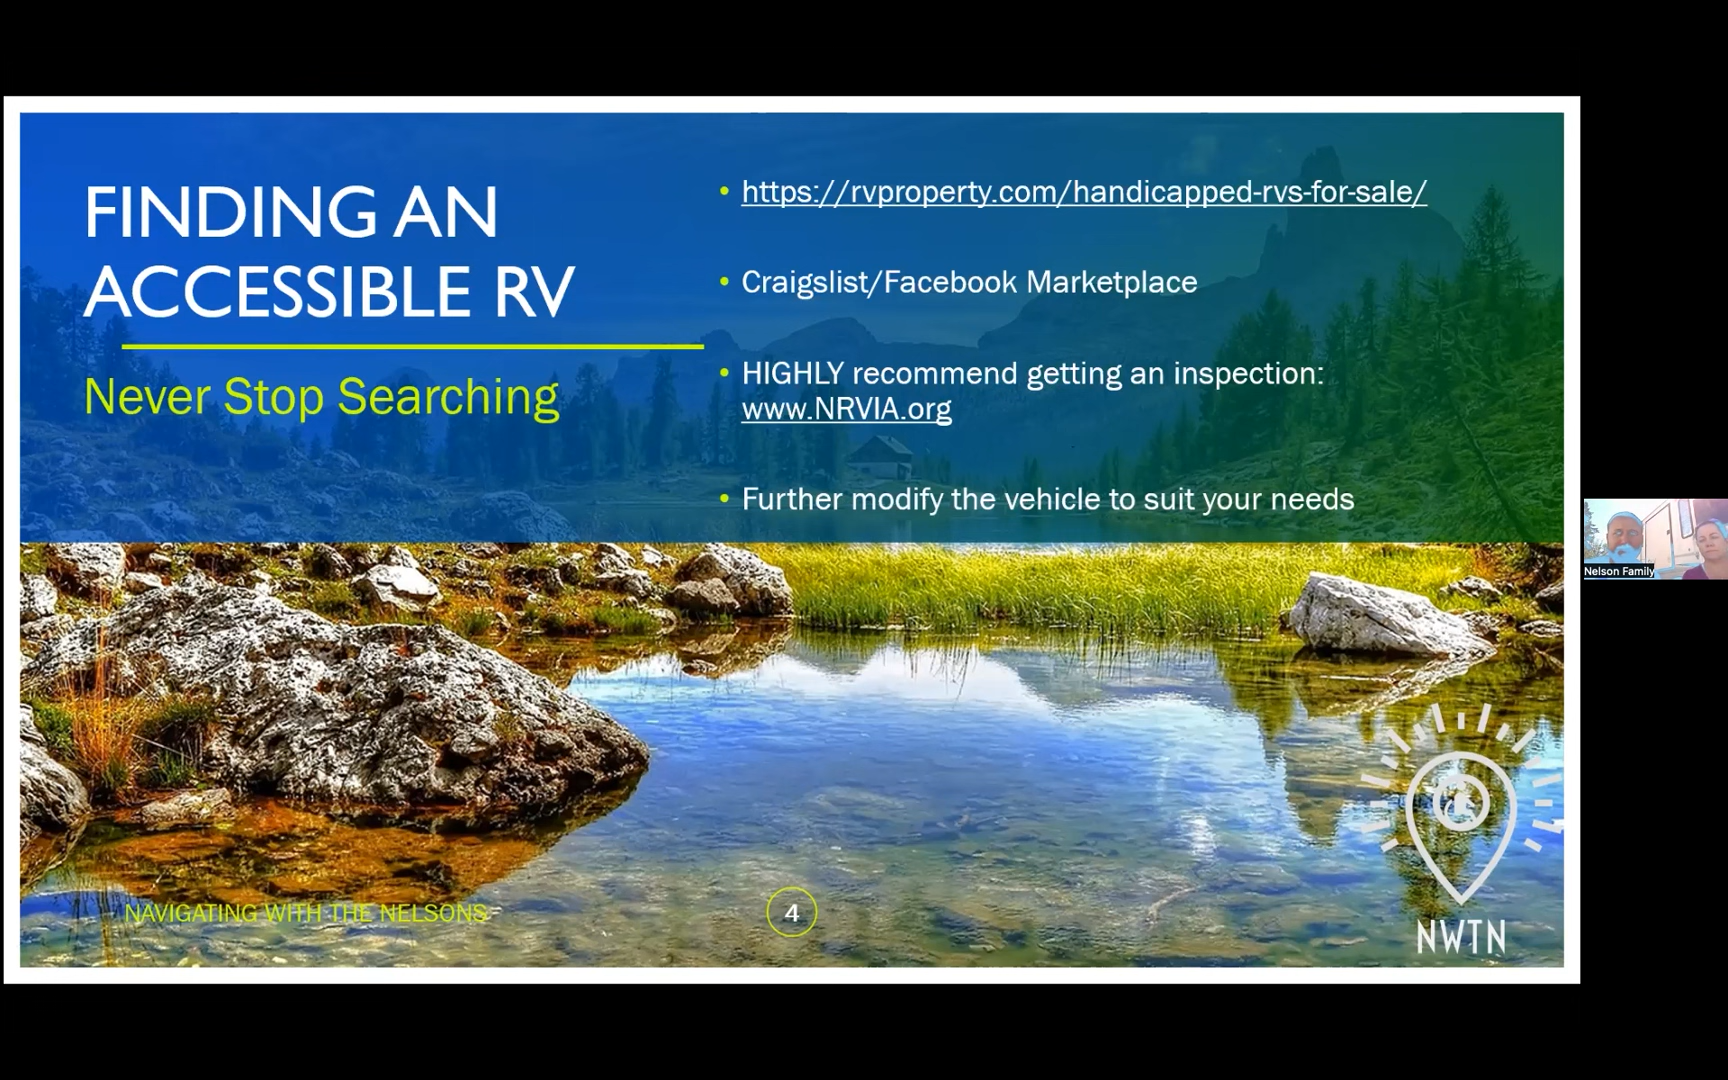 FINDING AN
ACCESSIBLE RV
Never Stop Searching
• https://rvproperty.com/handicapped-rvs-for-sale/
• Craigslist/Facebook Marketplace
• HIGHLY recommend getting an inspection:
www.NRVIA.org
• Further modify the vehicle to suit your needs
Nelson Family
NAVIGATING WITH THE NELSONS
4
NWTN